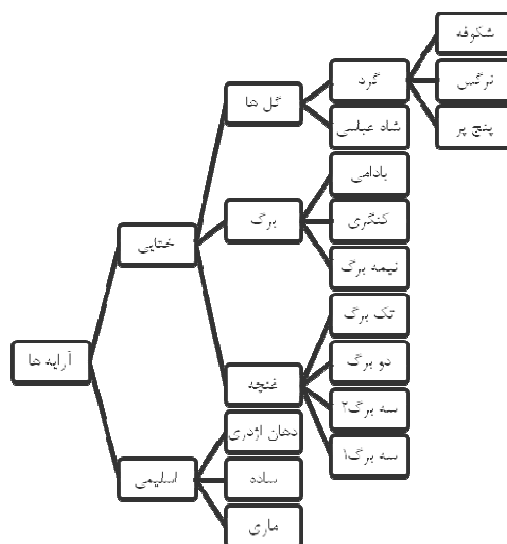 آرایه ها
ختایی
گل ها
گرد
شکوفه
نرگس
پنج پر
شاه عباسی
برگ
بادامی
کنگری
نیمه برگ
غنچه
تک برگ
دو برگ
سه برگ۲
سه برگ۱
اسلیمی
دهان اژدری
ساده
ماری